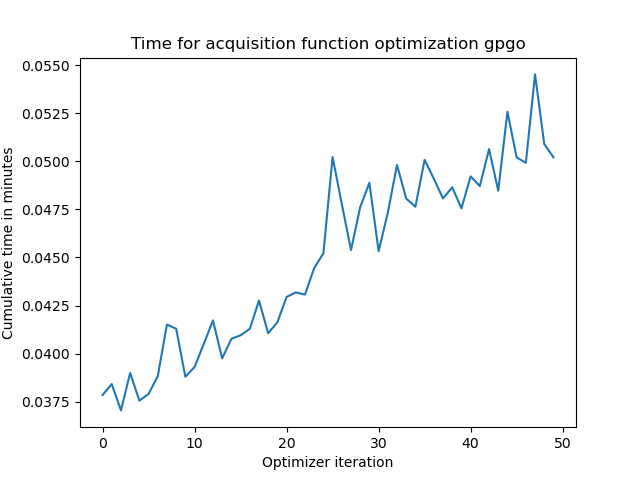 Time for acquisition function optimization gpgo
Cumulative time in minutes
0.0550
0.0525
0.0500
0.0475
0.0450
0.0425
0.0400
0.0375
0 10 20 30 40 50
Optimizer iteration